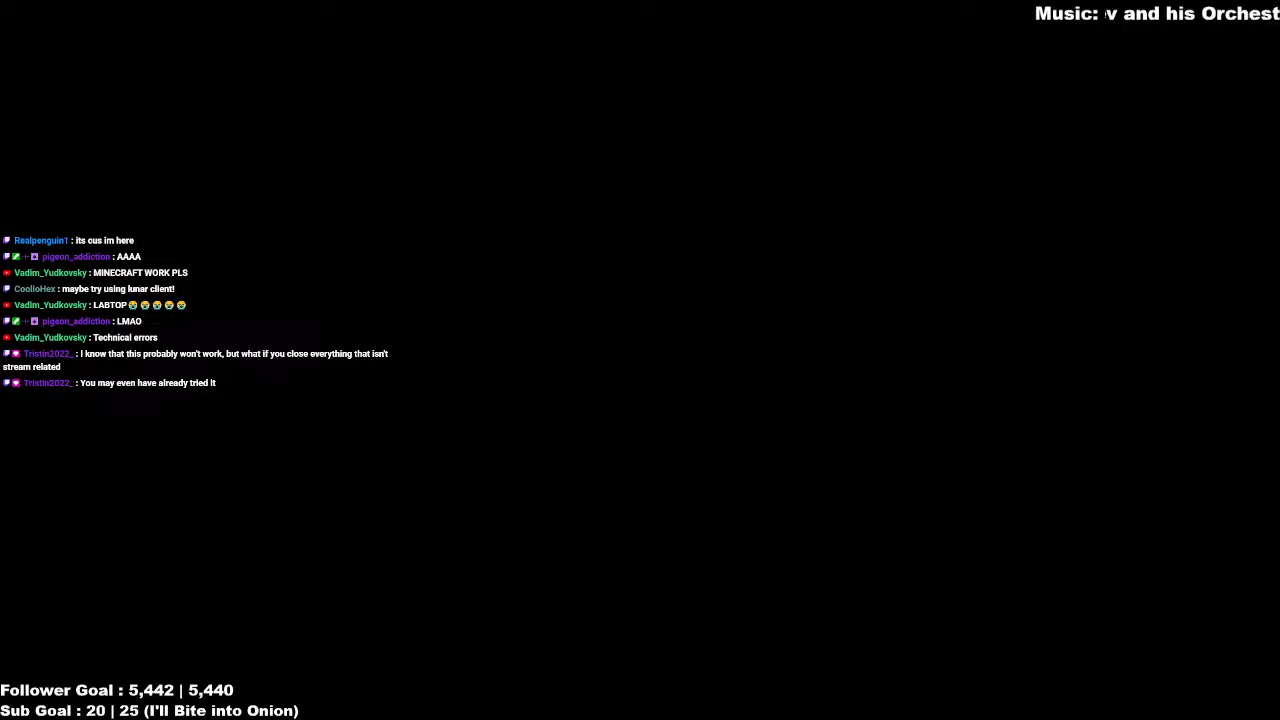 Music: v and his Orchest
Realpenguin1 : its cus im here
pigeon_addiction : AAAA
Vadim_Yudkovsky : MINECRAFT WORK PLS
CoolioHex : maybe try using lunar client!
Vadim_Yudkovsky : LABTOP😭😭😭😭😭
pigeon_addiction : LMAO
Vadim_Yudkovsky : Technical errors
Tristin2022_ : I know that this probably won't work, but what if you close everything that isn't
stream related
Tristin2022_ : You may even have already tried it
Follower Goal : 5,442 | 5,440
Sub Goal : 20 | 25 (I'll Bite into Onion)